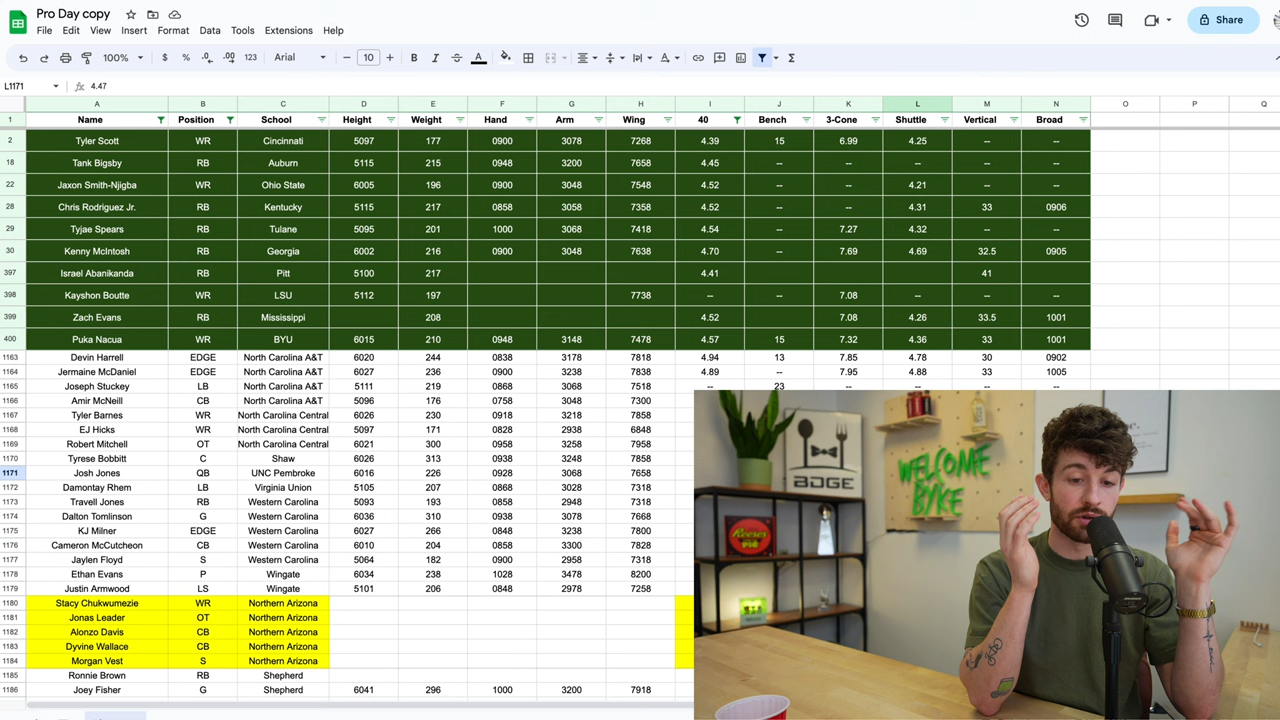 Pro Day copy
File Edit View Insert Format Data Tools Extensions Help
Share
100% $ % .0 .00 123 Arial 10 B I A
L1171 fx 4.47
A B C D E F G H I J K L M N O P Q
1 Name Position School Height Weight Hand Arm Wing 40 Bench 3-Cone Shuttle Vertical Broad
2 Tyler Scott WR Cincinnati 5097 177 0900 3078 7268 4.39 15 6.99 4.25 -- --
18 Tank Bigsby RB Auburn 5115 215 0948 3200 7658 4.45 -- -- -- -- --
22 Jaxon Smith-Njigba WR Ohio State 6005 196 0900 3048 7548 4.52 -- -- 4.21 -- --
28 Chris Rodriguez Jr. RB Kentucky 5115 217 0858 3058 7358 4.52 -- -- 4.31 33 0906
29 Tyjae Spears RB Tulane 5095 201 1000 3068 7418 4.54 -- 7.27 4.32 -- --
30 Kenny McIntosh RB Georgia 6002 216 0900 3048 7638 4.70 -- 7.69 4.69 32.5 0905
397 Israel Abanikanda RB Pitt 5100 217 4.41 41
398 Kayshon Boutte WR LSU 5112 197 7738 -- -- 7.08 -- -- --
399 Zach Evans RB Mississippi 208 4.52 7.08 4.26 33.5 1001
400 Puka Nacua WR BYU 6015 210 0948 3148 7478 4.57 15 7.32 4.36 33 1001
1163 Devin Harrell EDGE North Carolina A&T 6020 244 0838 3178 7818 4.94 13 7.85 4.78 30 0902
1164 Jermaine McDaniel EDGE North Carolina A&T 6027 236 0900 3238 7838 4.89 -- 7.95 4.88 33 1005
1165 Joseph Stuckey LB North Carolina A&T 5111 219 0868 3068 7518 -- 23 -- -- -- --
1166 Amir McNeill CB North Carolina A&T 5096 176 0758 3048 7300
1167 Tyler Barnes WR North Carolina Central 6026 230 0918 3218 7858
1168 EJ Hicks WR North Carolina Central 5097 171 0828 2938 6848
1169 Robert Mitchell OT North Carolina Central 6021 300 0958 3258 7958
1170 Tyrese Bobbitt C Shaw 6026 313 0938 3248 7858
1171 Josh Jones QB UNC Pembroke 6016 226 0928 3068 7658
1172 Damontay Rhem LB Virginia Union 5105 207 0868 3028 7318
1173 Travell Jones RB Western Carolina 5093 193 0858 2948 7318
1174 Dalton Tomlinson G Western Carolina 6036 310 0938 3078 7668
1175 KJ Milner EDGE Western Carolina 6027 266 0848 3238 7800
1176 Cameron McCutcheon CB Western Carolina 6010 204 0858 3300 7828
1177 Jaylen Floyd S Western Carolina 5064 182 0900 2958 7318
1178 Ethan Evans P Wingate 6034 238 1028 3478 8200
1179 Justin Armwood LS Wingate 5101 206 0848 2978 7258
1180 Stacy Chukwumezie WR Northern Arizona
1181 Jonas Leader OT Northern Arizona
1182 Alonzo Davis CB Northern Arizona
1183 Dyvine Wallace CB Northern Arizona
1184 Morgan Vest S Northern Arizona
1185 Ronnie Brown RB Shepherd
1186 Joey Fisher G Shepherd 6041 296 1000 3200 7918
BDGE
WELCOME
BYKE
Reese's